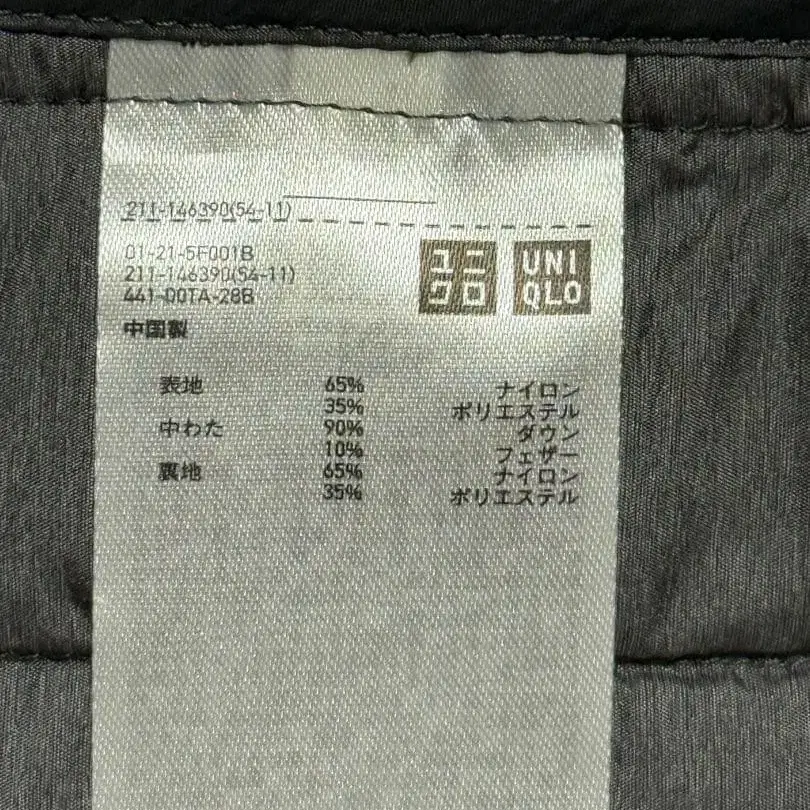 211-146390(54-11)
01-21-5F001B
211-146390(54-11)
441-00TA-28B
中国製
ユニ
クロ
UNI
QLO
表地 65% ナイロン
35% ポリエステル
中わた 90% ダウン
10% フェザー
裏地 65% ナイロン
35% ポリエステル